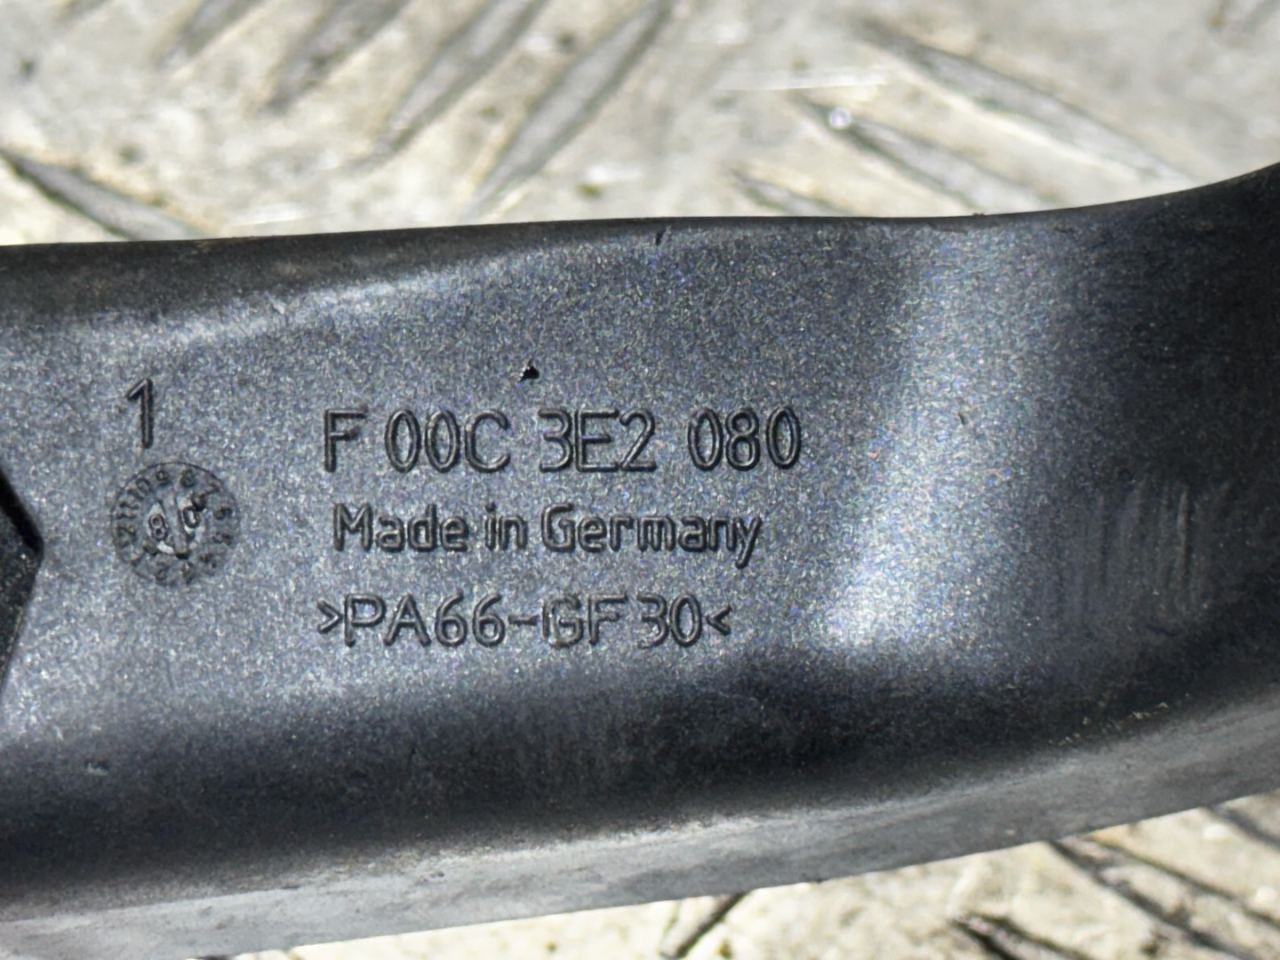 1
F 00C 3E2 080
Made in Germany
>PA66-GF30<